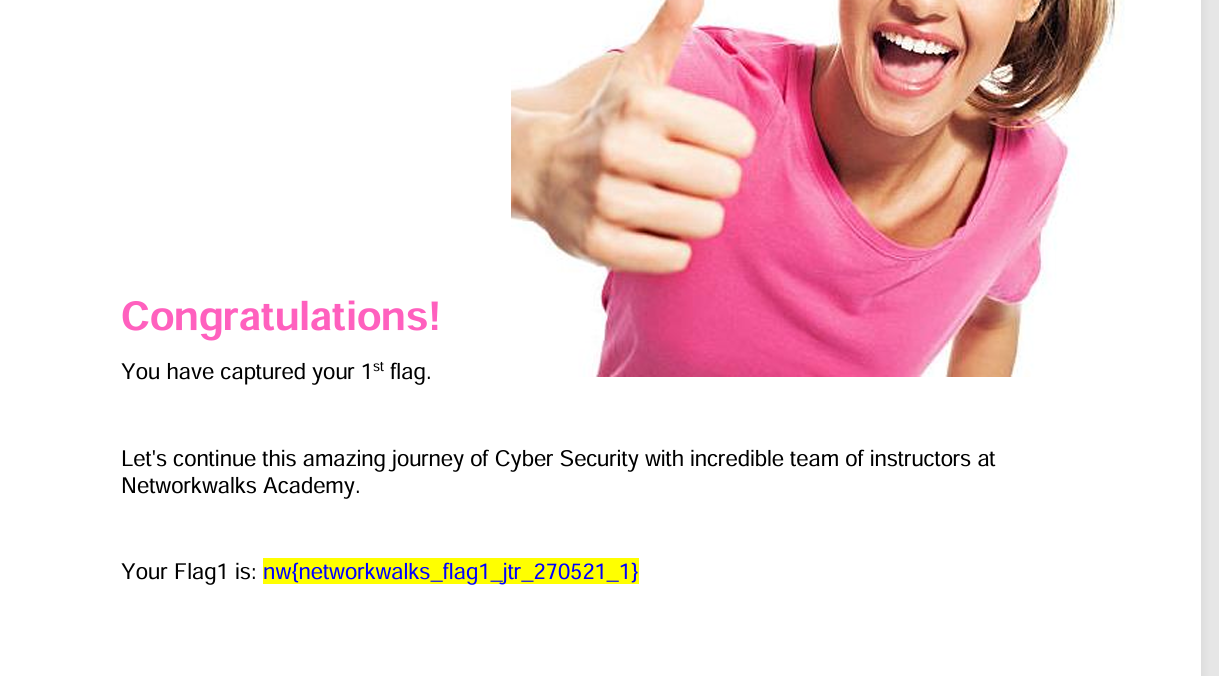 Congratulations!
You have captured your 1st flag.
Let's continue this amazing journey of Cyber Security with incredible team of instructors at
Networkwalks Academy.
Your Flag1 is: nw{networkwalks_flag1_jtr_270521_1}